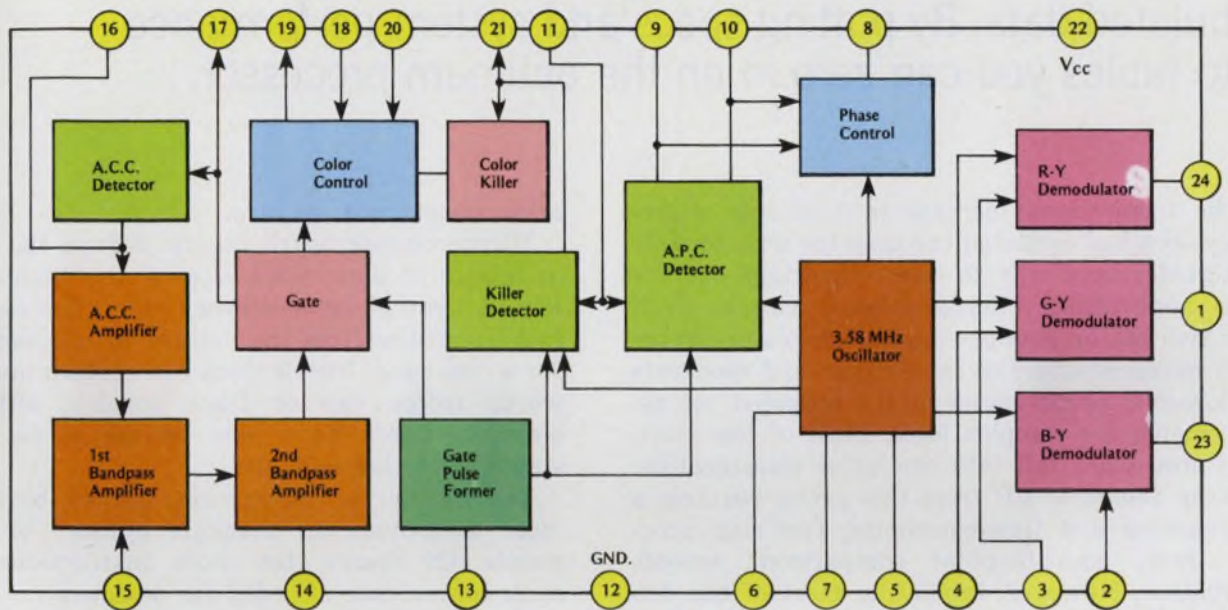 16
17
19
18
20
21
11
9
10
8
22
VCC
A.C.C.
Detector
Color
Control
Color
Killer
Phase
Control
R-Y
Demodulator
24
A.C.C.
Amplifier
Gate
Killer
Detector
A.P.C.
Detector
3.58 MHz
Oscillator
G-Y
Demodulator
1
1st
Bandpass
Amplifier
2nd
Bandpass
Amplifier
Gate
Pulse
Former
B-Y
Demodulator
23
GND.
15
14
13
12
6
7
5
4
3
2